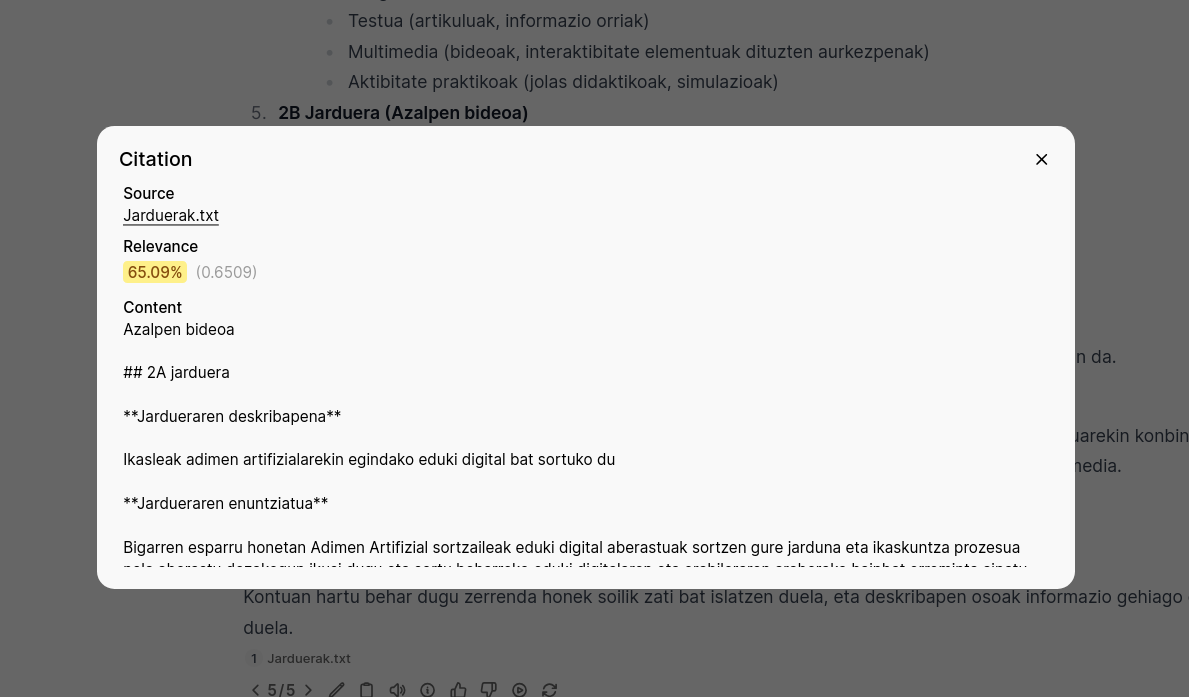 Testua (artikuluak, informazio orriak)
Multimedia (bideoak, interaktibitate elementuak dituzten aurkezpenak)
Aktibitate praktikoak (jolas didaktikoak, simulazioak)
5. 2B Jarduera (Azalpen bideoa)
Citation
Source
Jarduerak.txt
Relevance
65.09% (0.6509)
Content
Azalpen bideoa
## 2A jarduera
n da.
**Jardueraren deskribapena**
uarekin konbin
Ikasleak adimen artifizialarekin egindako eduki digital bat sortuko du
media.
**Jardueraren enuntziatua**
Bigarren esparru honetan Adimen Artifizial sortzaileak eduki digital aberastuak sortzen gure jarduna eta ikaskuntza prozesua
Kontuan hartu behar dugu zerrenda honek soilik zati bat islatzen duela, eta deskribapen osoak informazio gehiago
duela.
1 Jarduerak.txt
5/5